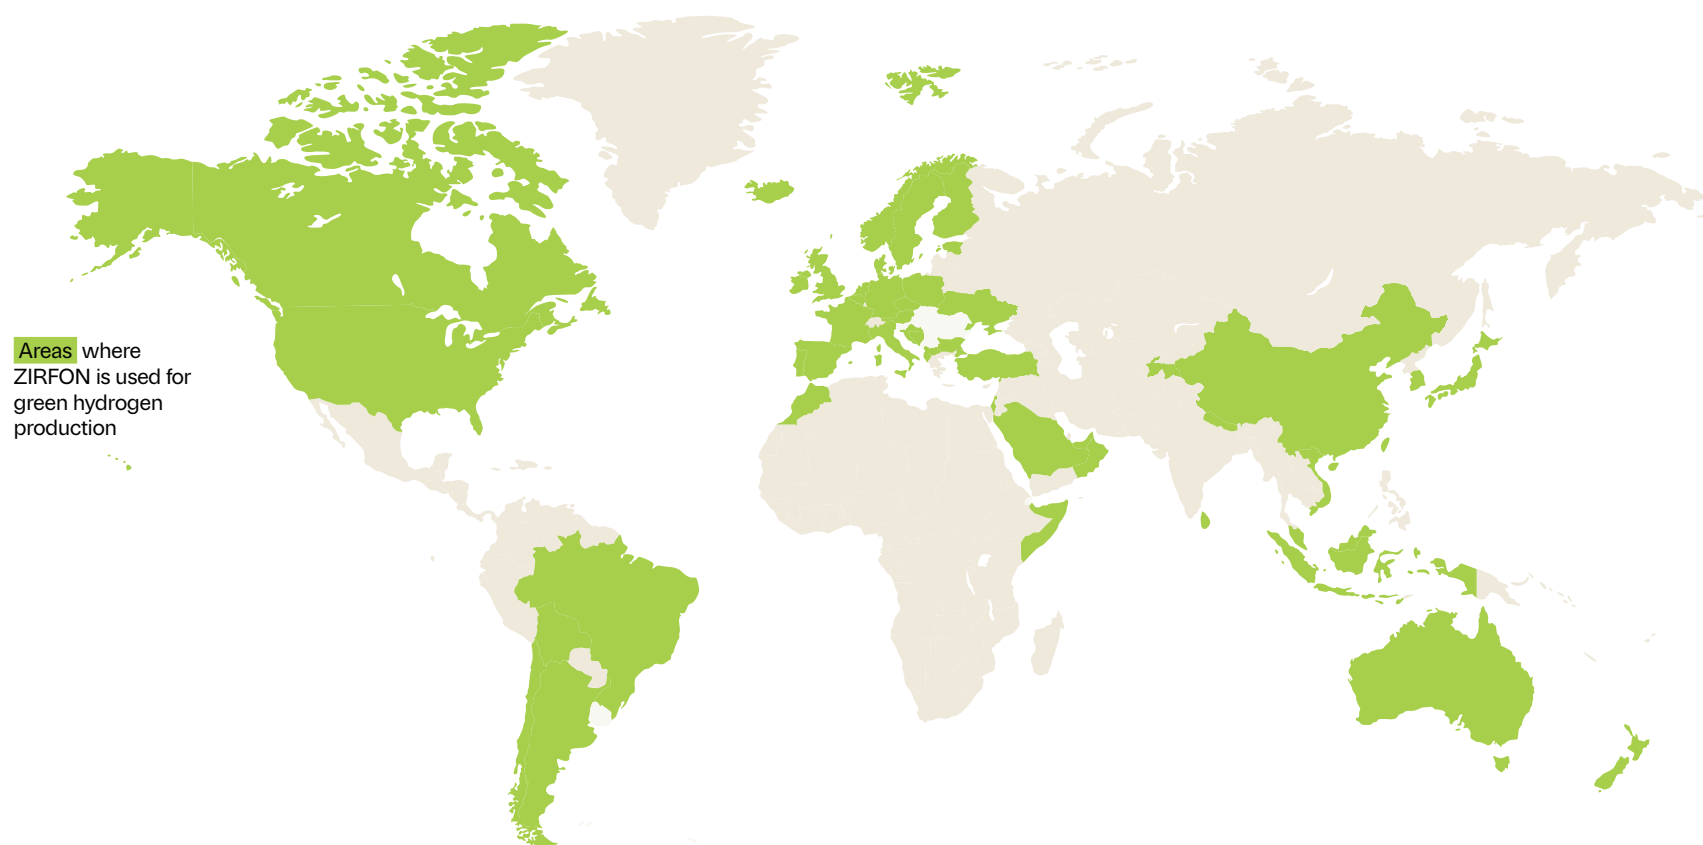 Areas where
ZIRFON is used for
green hydrogen
production